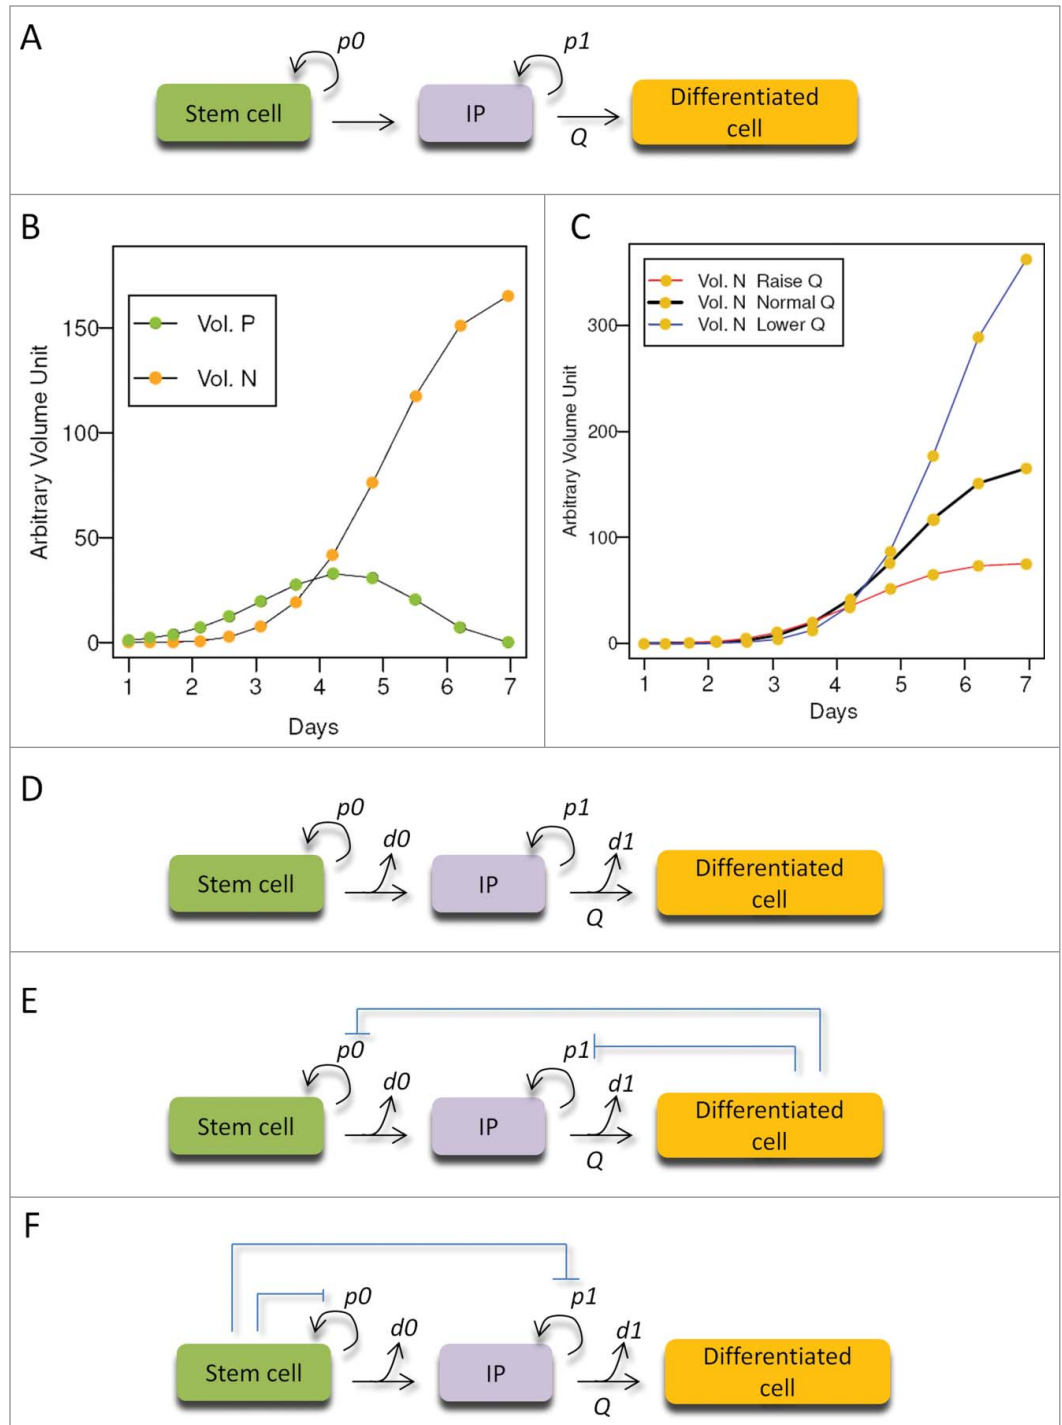 A
p0
p1
Stem cell
IP
Differentiated
cell
Q
B
Arbitrary Volume Unit
150
100
50
0
Vol. P
Vol. N
1 2 3 4 5 6 7
Days
C
Arbitrary Volume Unit
300
200
100
0
Vol. N Raise Q
Vol. N Normal Q
Vol. N Lower Q
1 2 3 4 5 6 7
Days
D
p0
d0
p1
d1
Stem cell
IP
Differentiated
cell
Q
E
p0
d0
p1
d1
Stem cell
IP
Differentiated
cell
Q
F
p0
d0
p1
d1
Stem cell
IP
Differentiated
cell
Q